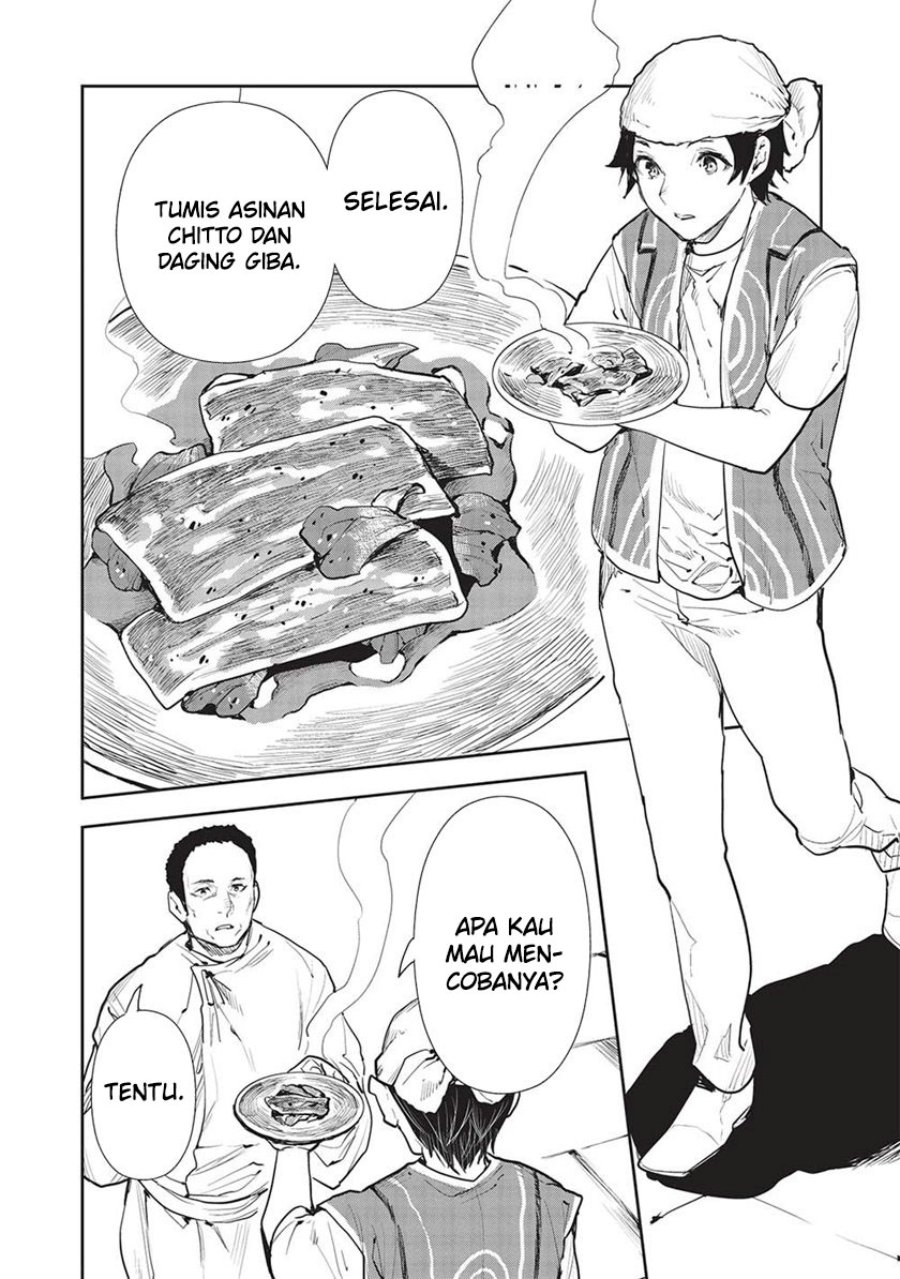 SELESAI.
TUMIS ASINAN
CHITTO DAN
DAGING GIBA.
APA KAU
MAU MEN-
COBANYA?
TENTU.